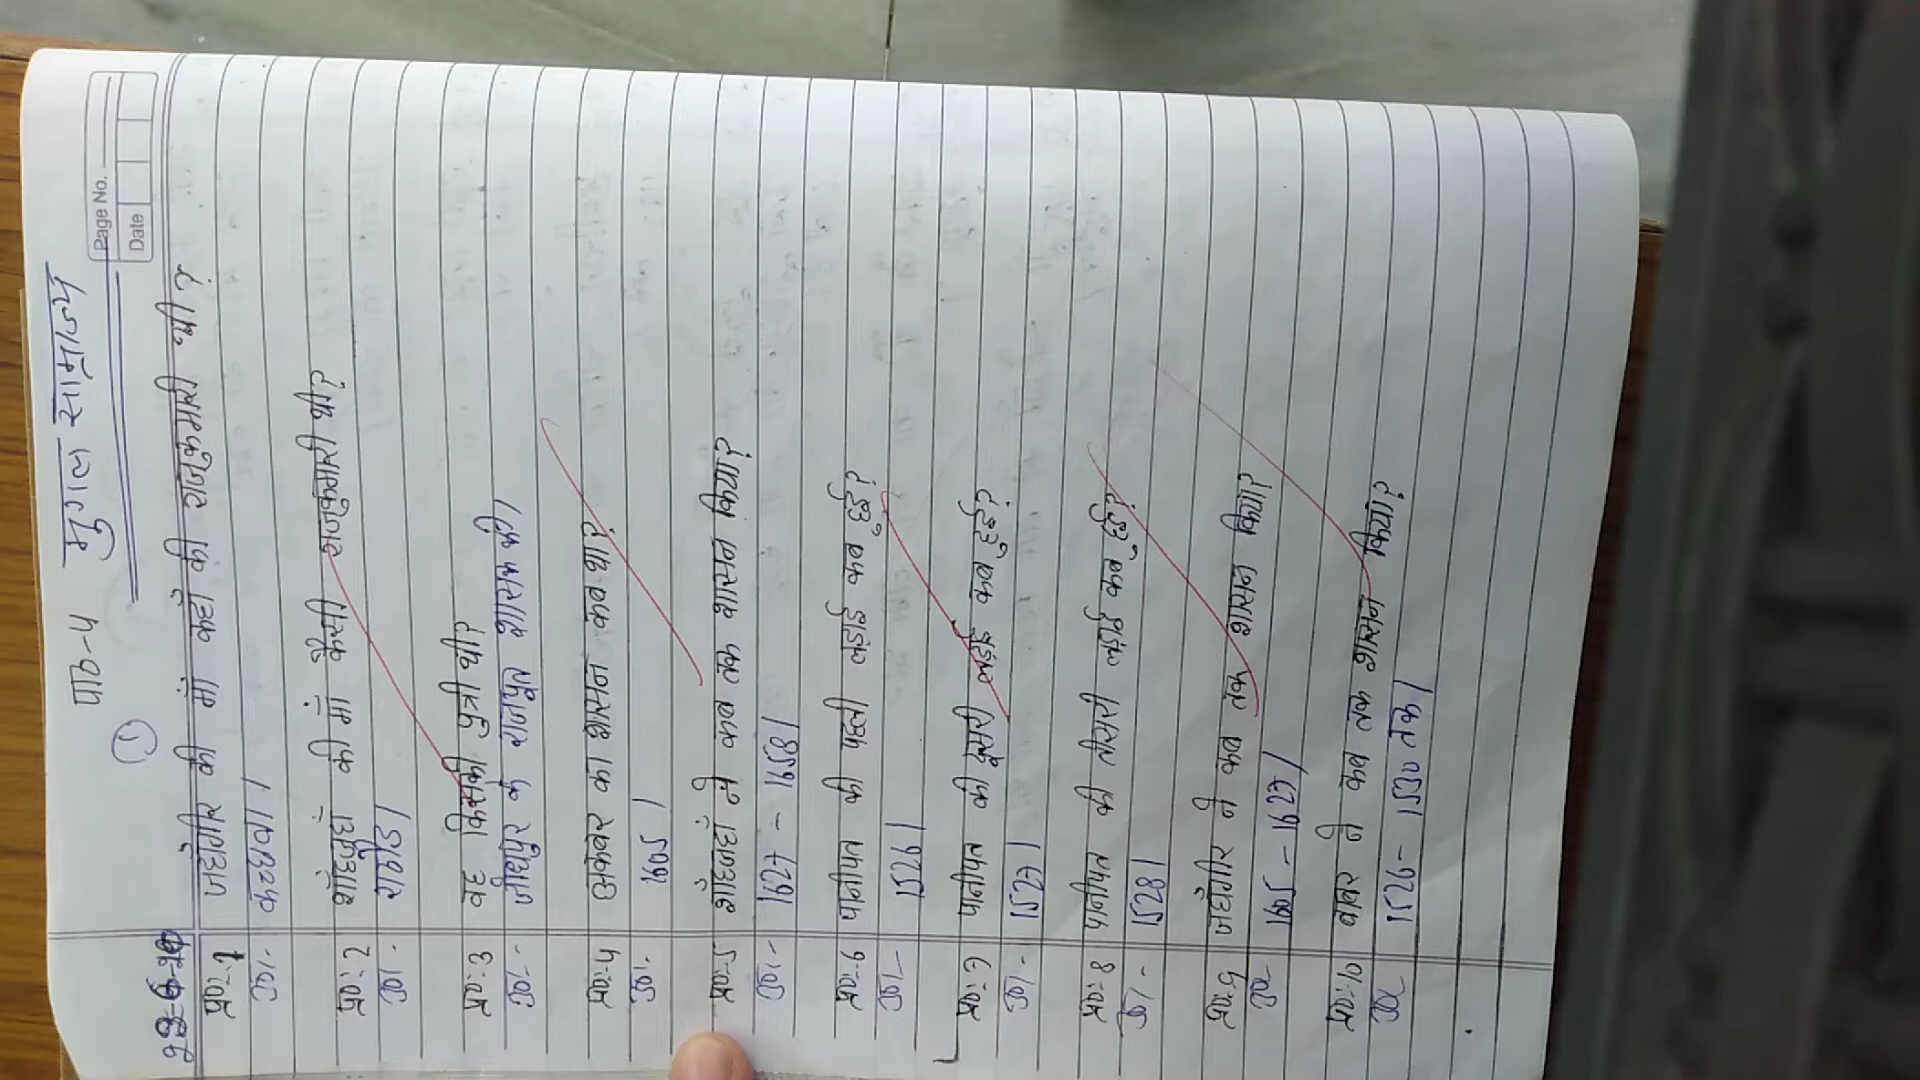 Page No.
Date
पाठ-4 मुगल साम्राज्य
①
प्र०:-1 जहाँगीर की माँ कहाँ की राजकुमारी थी?
उ०:- कच्छवा।
प्र०:2 शाँहजहाँ की माँ कैसी राजकुमारी थी?
उ०:- राठौड़।
प्र०:3 वह किसकी पुत्री थी?
उ०:- जोधपुर के राजपूत शासक की।
प्र०:-4 अकबर का शासन कब था?
उ०:- 1605।
प्र०:-5 शाँहजहाँ ने कब तक शासन किया?
उ०:- 1627 - 1658।
प्र०:-6 पानीपत की पहली लड़ाई कब हुई?
उ०:- 1526।
प्र०:7 पानीपत की दूसरी लड़ाई कब हुई?
उ०:- 1527।
प्र०:8 पानीपत की तीसरी लड़ाई कब हुई?
उ०:- 1528।
प्र०:9 जहाँगीर ने कब तक शासन किया?
उ०- 1605 - 1627।
प्र०:-10 बाबर ने कब तक शासन किया?
उ०- 1526 - 1530 तक।